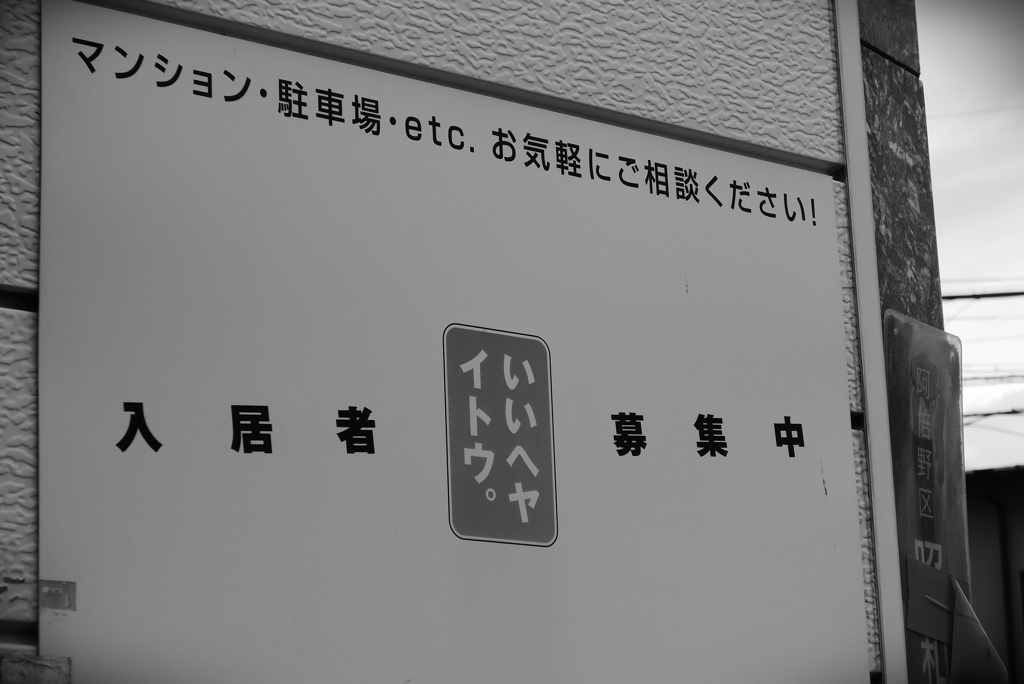 マンション・駐車場・etc. お気軽にご相談ください!
入居者
いいヘヤ
イトウ。
募集中
阿倍野区